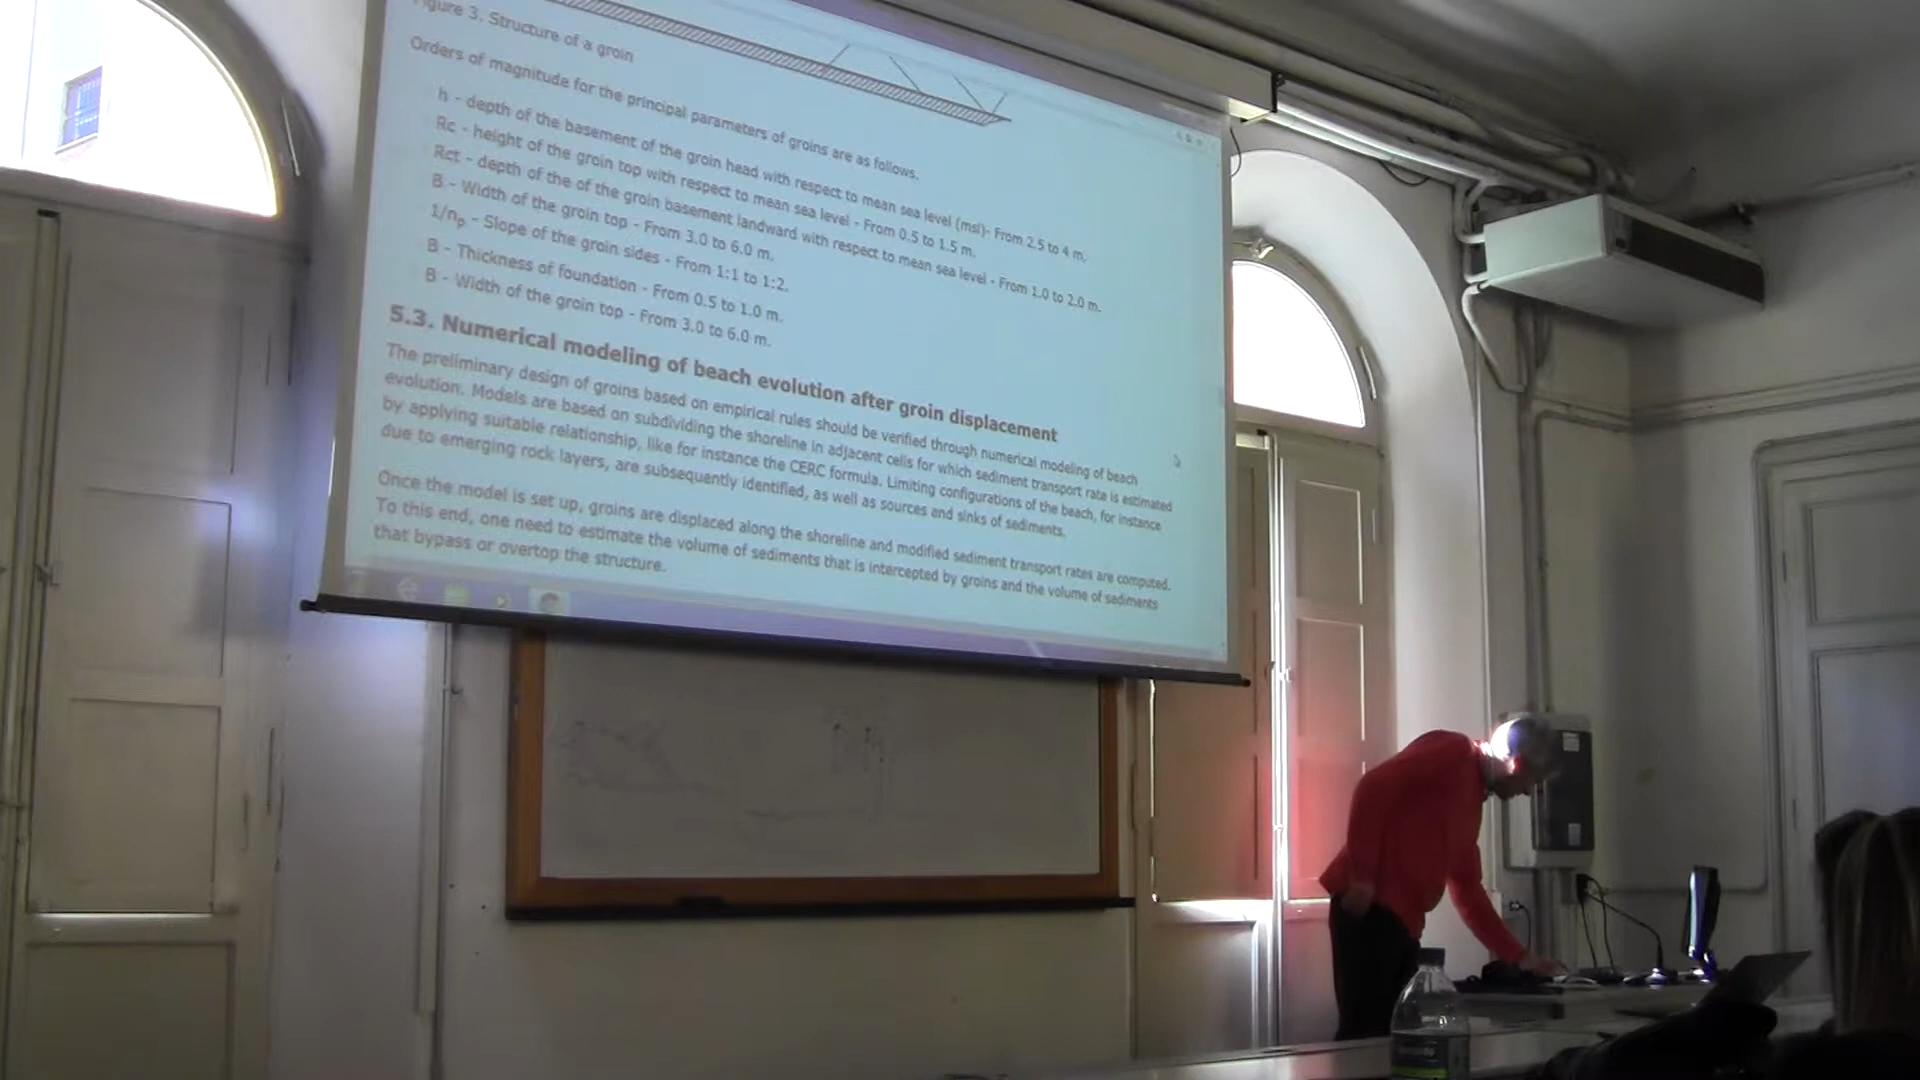 Figure 3. Structure of a groin
Orders of magnitude for the principal parameters of groins are as follows.
h - depth of the basement of the groin head with respect to mean sea level (msl)- From 2.5 to 4 m.
Rc - height of the groin top with respect to mean sea level - From 0.5 to 1.5 m.
Rct - depth of the of the groin basement landward with respect to mean sea level - From 1.0 to 2.0 m.
B - Width of the groin top - From 3.0 to 6.0 m.
1/np - Slope of the groin sides - From 1:1 to 1:2.
B - Thickness of foundation - From 0.5 to 1.0 m.
B - Width of the groin top - From 3.0 to 6.0 m.
5.3. Numerical modeling of beach evolution after groin displacement
The preliminary design of groins based on empirical rules should be verified through numerical modeling of beach
evolution. Models are based on subdividing the shoreline in adjacent cells for which sediment transport rate is estimated
by applying suitable relationship, like for instance the CERC formula. Limiting configurations of the beach, for instance
due to emerging rock layers, are subsequently identified, as well as sources and sinks of sediments.
Once the model is set up, groins are displaced along the shoreline and modified sediment transport rates are computed.
To this end, one need to estimate the volume of sediments that is intercepted by groins and the volume of sediments
that bypass or overtop the structure.